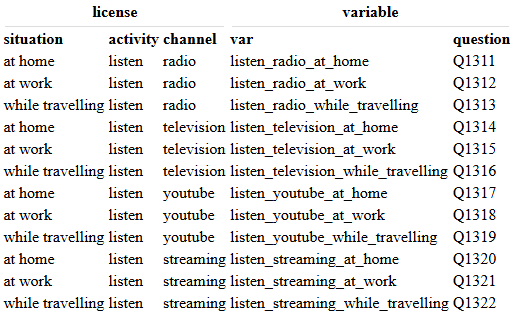 license variable
situation activity channel var question
at home listen radio listen_radio_at_home Q1311
at work listen radio listen_radio_at_work Q1312
while travelling listen radio listen_radio_while_travelling Q1313
at home listen television listen_television_at_home Q1314
at work listen television listen_television_at_work Q1315
while travelling listen television listen_television_while_travelling Q1316
at home listen youtube listen_youtube_at_home Q1317
at work listen youtube listen_youtube_at_work Q1318
while travelling listen youtube listen_youtube_while_travelling Q1319
at home listen streaming listen_streaming_at_home Q1320
at work listen streaming listen_streaming_at_work Q1321
while travelling listen streaming listen_streaming_while_travelling Q1322